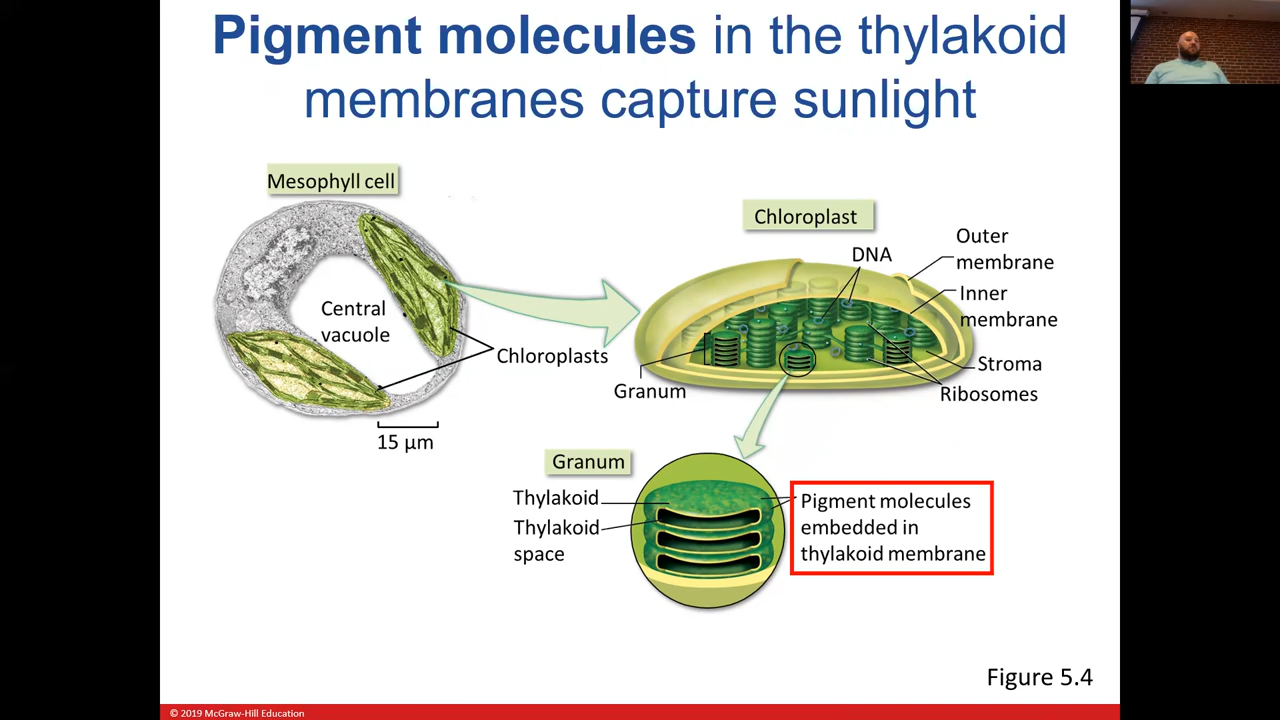 Pigment molecules in the thylakoid
membranes capture sunlight
Mesophyll cell
Central
vacuole
Chloroplasts
15 μm
Chloroplast
DNA
Outer
membrane
Inner
membrane
Stroma
Ribosomes
Granum
Granum
Thylakoid
Thylakoid
space
Pigment molecules
embedded in
thylakoid membrane
Figure 5.4
© 2019 McGraw-Hill Education